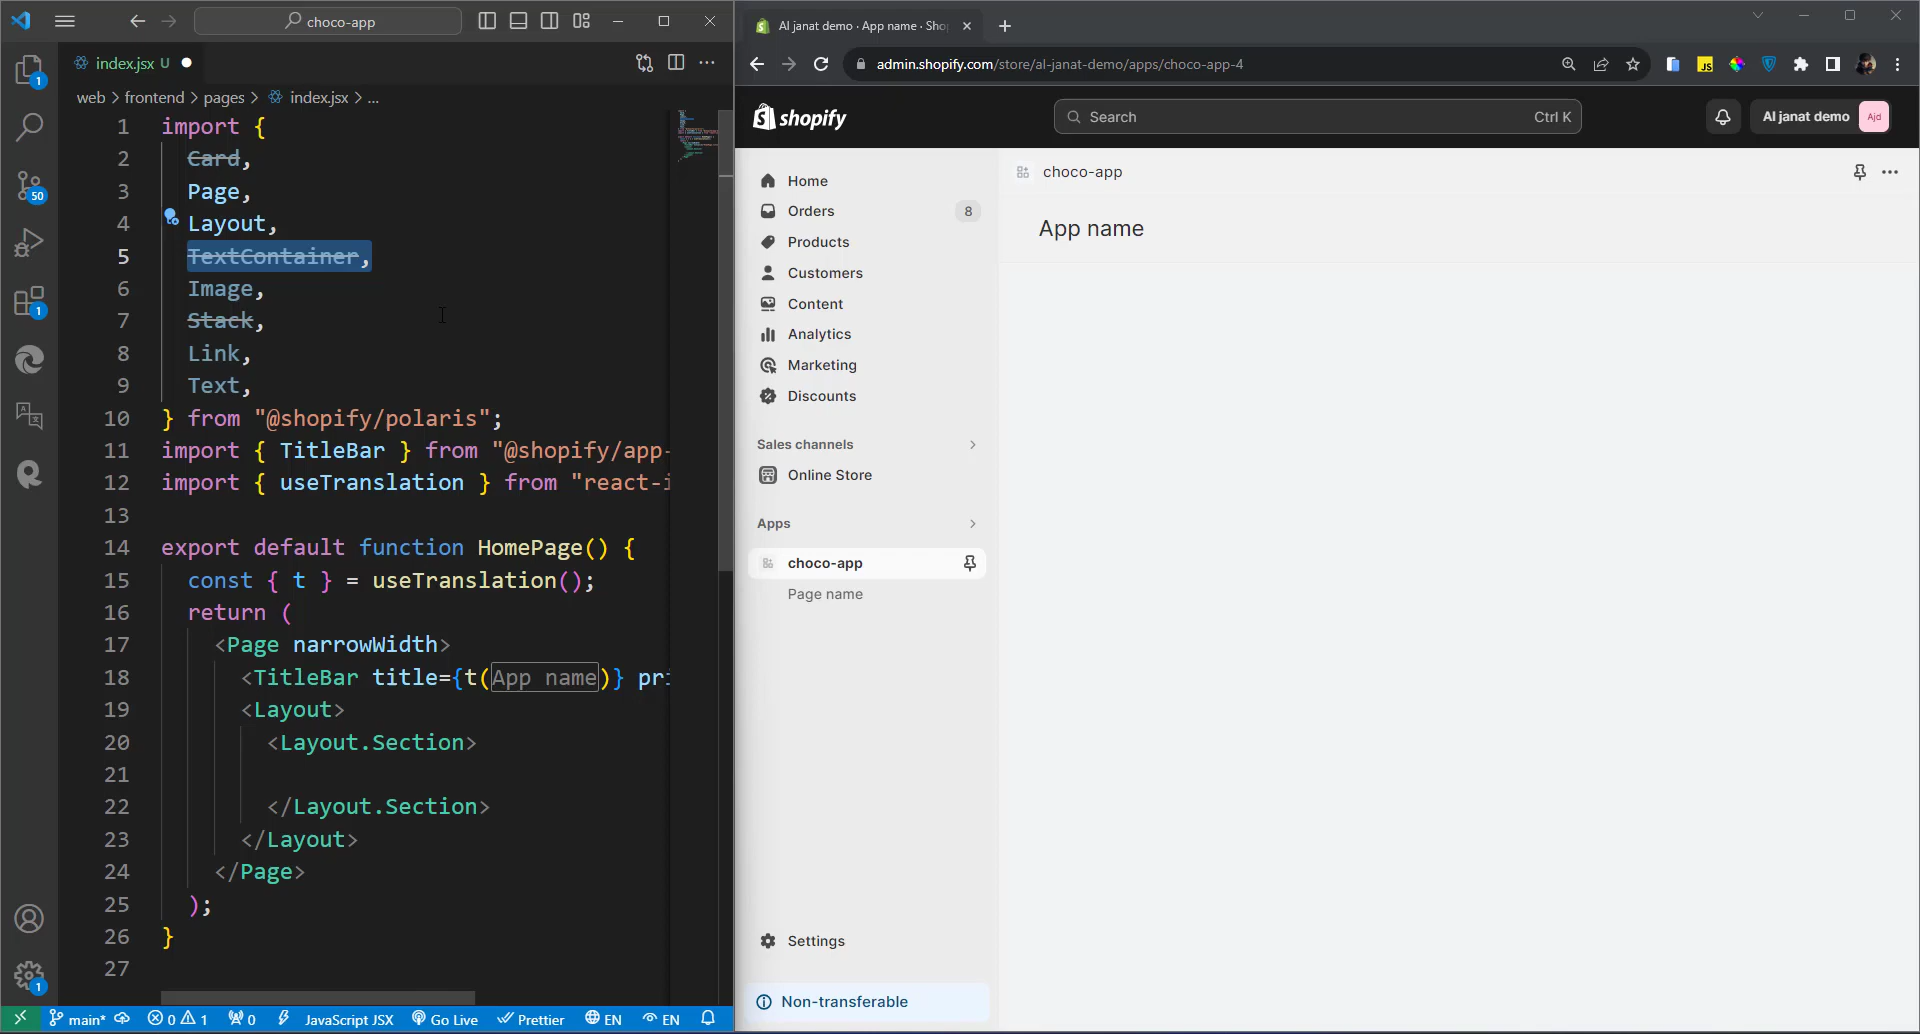 choco-app
index.jsx U
web > frontend > pages > index.jsx > ...
1 import {
2 Card,
3 Page,
4 Layout,
5 TextContainer,
6 Image,
7 Stack,
8 Link,
9 Text,
10 } from "@shopify/polaris";
11 import { TitleBar } from "@shopify/app-
12 import { useTranslation } from "react-i
13
14 export default function HomePage() {
15 const { t } = useTranslation();
16 return (
17 <Page narrowWidth>
18 <TitleBar title={t(App name)} pri
19 <Layout>
20 <Layout.Section>
21
22 </Layout.Section>
23 </Layout>
24 </Page>
25 );
26 }
27
1
50
1
1
main* 0 1 0 JavaScript JSX Go Live Prettier EN EN
Al janat demo · App name · Sho
admin.shopify.com/store/al-janat-demo/apps/choco-app-4
JS
shopify
Search Ctrl K
Al janat demo Ajd
Home
Orders 8
Products
Customers
Content
Analytics
Marketing
Discounts
Sales channels
Online Store
Apps
choco-app
Page name
Settings
Non-transferable
choco-app
App name